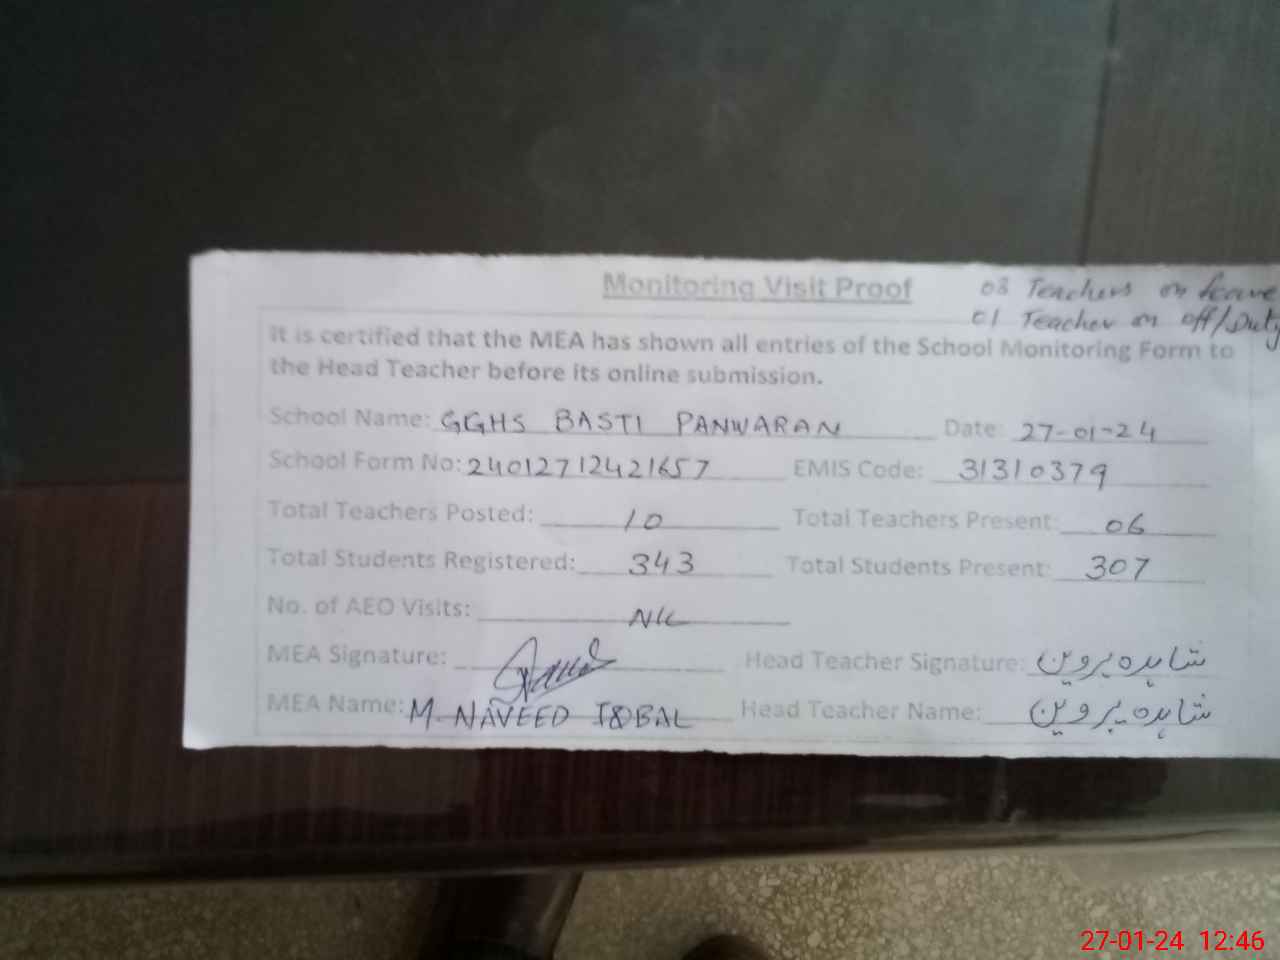 Monitoring Visit Proof
03 Teachers on leave
01 Teacher on off/Duty
It is certified that the MEA has shown all entries of the School Monitoring Form to
the Head Teacher before its online submission.
School Name: GGHS BASTI PANWARAN Date: 27-01-24
School Form No: 24012712421657 EMIS Code: 31310379
Total Teachers Posted: 10 Total Teachers Present: 06
Total Students Registered: 343 Total Students Present: 307
No. of AEO Visits: NIL
MEA Signature: Head Teacher Signature: شاہدہ پروین
MEA Name: M NAVEED IQBAL Head Teacher Name: شاہدہ پروین
27-01-24 12:46